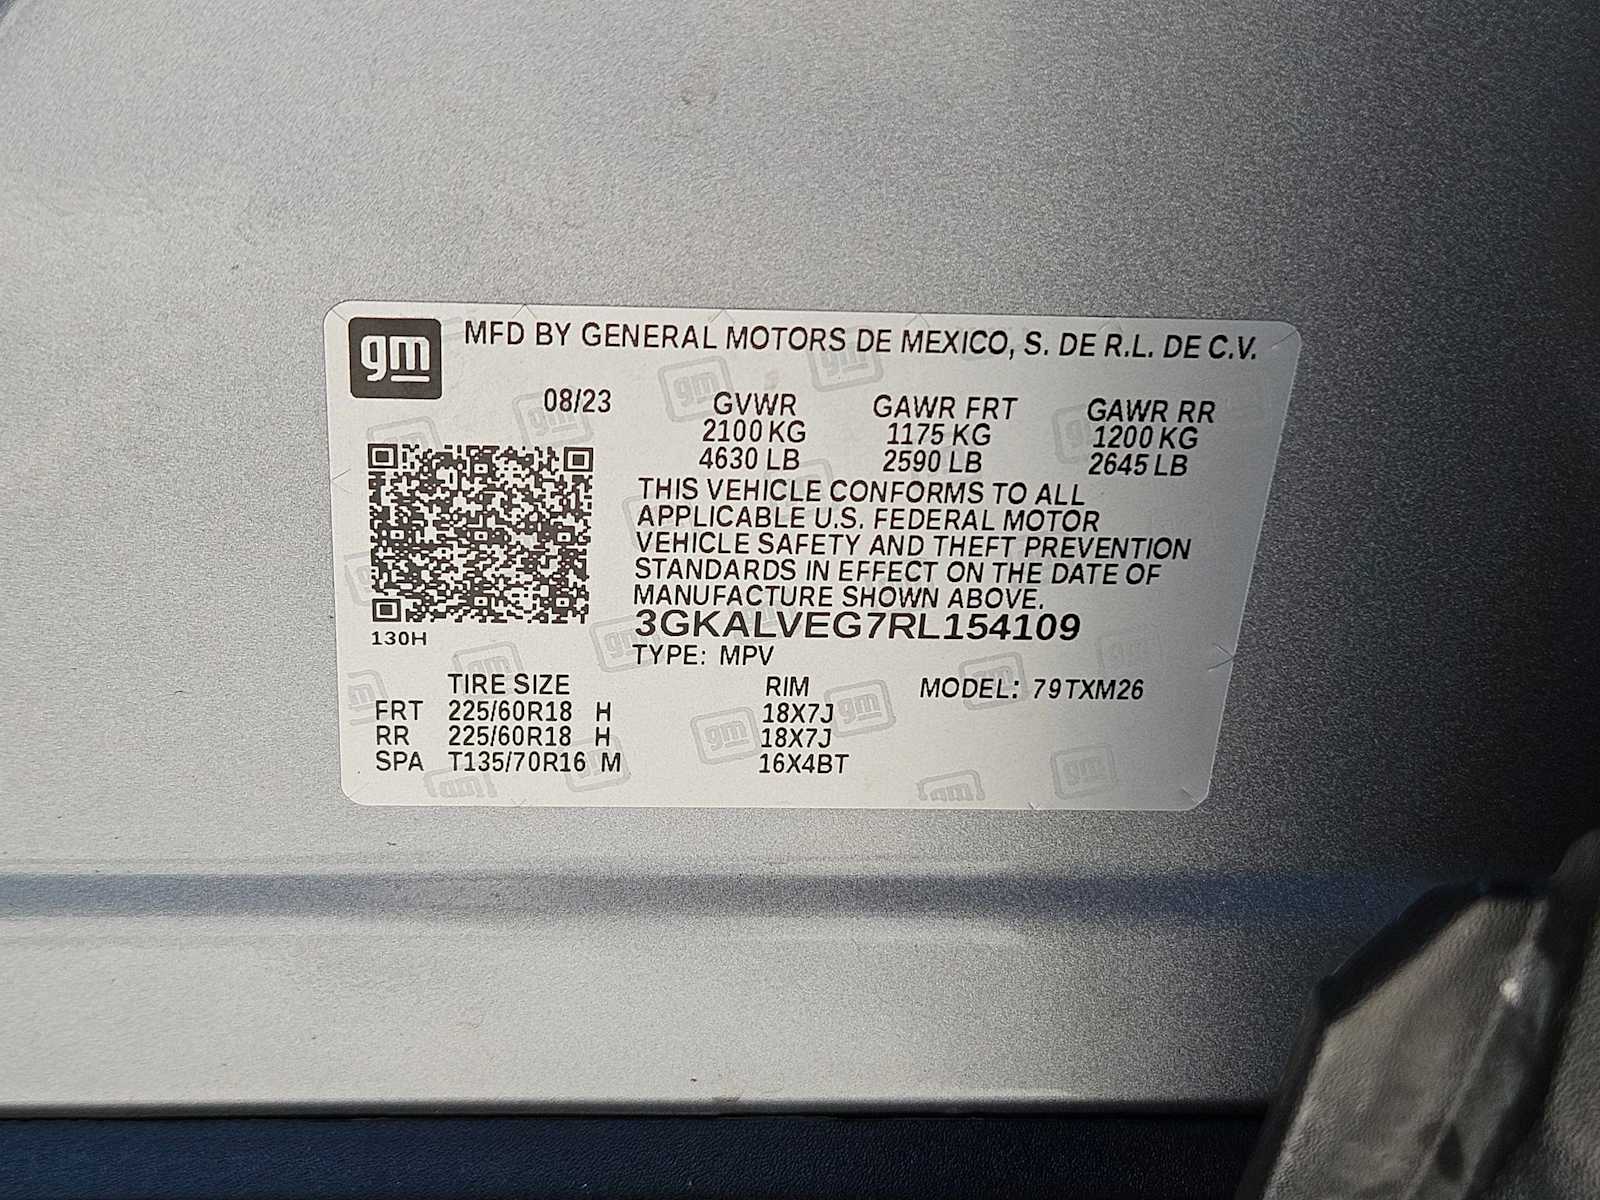 gm MFD BY GENERAL MOTORS DE MEXICO, S. DE R.L. DE C.V.
08/23 GVWR GAWR FRT GAWR RR
2100 KG 1175 KG 1200 KG
4630 LB 2590 LB 2645 LB
THIS VEHICLE CONFORMS TO ALL
APPLICABLE U.S. FEDERAL MOTOR
VEHICLE SAFETY AND THEFT PREVENTION
STANDARDS IN EFFECT ON THE DATE OF
MANUFACTURE SHOWN ABOVE.
3GKALVEG7RL154109
130H
TYPE: MPV
TIRE SIZE RIM MODEL: 79TXM26
FRT 225/60R18 H 18X7J
RR 225/60R18 H 18X7J
SPA T135/70R16 M 16X4BT